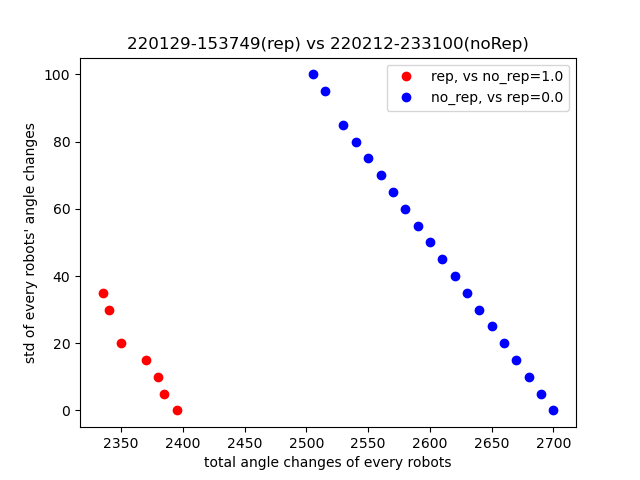 220129-153749(rep) vs 220212-233100(noRep)
rep, vs no_rep=1.0
no_rep, vs rep=0.0
std of every robots' angle changes
100
80
60
40
20
0
2350 2400 2450 2500 2550 2600 2650 2700
total angle changes of every robots